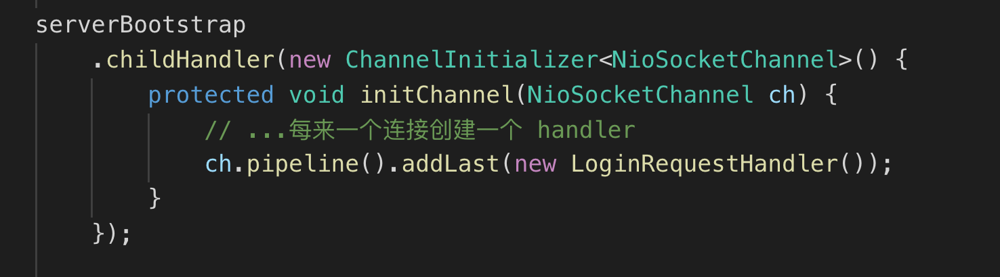 serverBootstrap
.childHandler(new ChannelInitializer<NioSocketChannel>() {
protected void initChannel(NioSocketChannel ch) {
// ...每来一个连接创建一个 handler
ch.pipeline().addLast(new LoginRequestHandler());
}
});